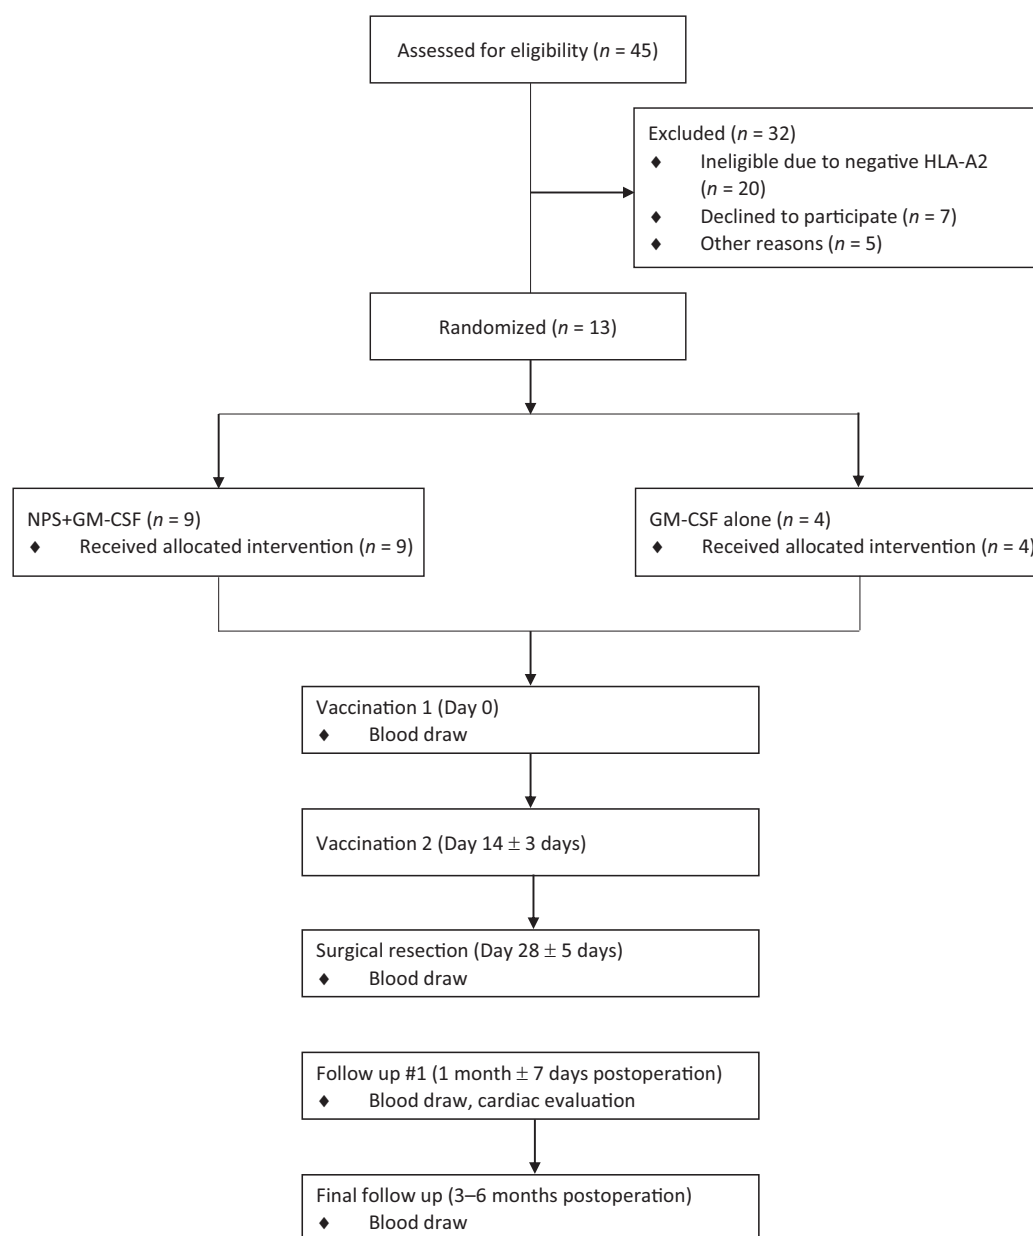 Assessed for eligibility (n = 45)
Excluded (n = 32)
♦ Ineligible due to negative HLA-A2
(n = 20)
♦ Declined to participate (n = 7)
♦ Other reasons (n = 5)
Randomized (n = 13)
NPS+GM-CSF (n = 9)
♦ Received allocated intervention (n = 9)
GM-CSF alone (n = 4)
♦ Received allocated intervention (n = 4)
Vaccination 1 (Day 0)
♦ Blood draw
Vaccination 2 (Day 14 ± 3 days)
Surgical resection (Day 28 ± 5 days)
♦ Blood draw
Follow up #1 (1 month ± 7 days postoperation)
♦ Blood draw, cardiac evaluation
Final follow up (3–6 months postoperation)
♦ Blood draw